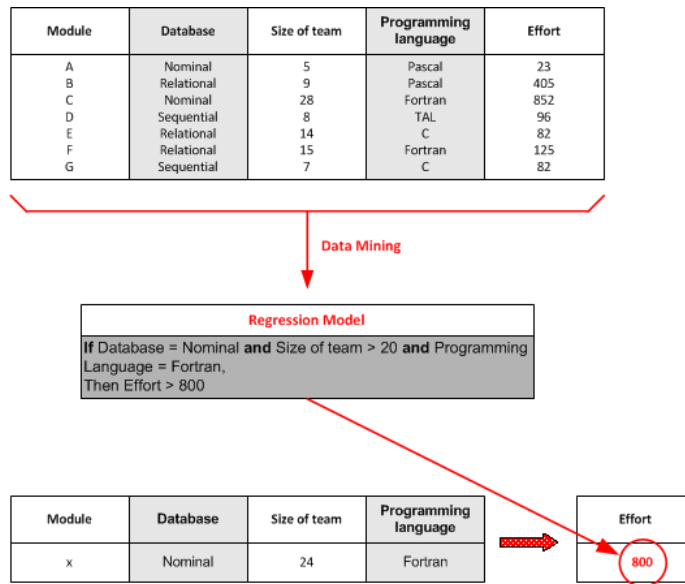 Module Database Size of team Programming language Effort
A Nominal 5 Pascal 23
B Relational 9 Pascal 405
C Nominal 28 Fortran 852
D Sequential 8 TAL 96
E Relational 14 C 82
F Relational 15 Fortran 125
G Sequential 7 C 82
Data Mining
Regression Model
If Database = Nominal and Size of team > 20 and Programming
Language = Fortran,
Then Effort > 800
Module Database Size of team Programming language Effort
x Nominal 24 Fortran 800